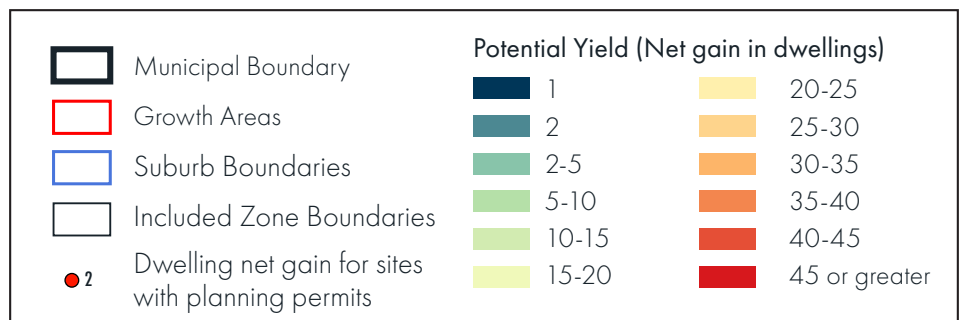 Municipal Boundary
Growth Areas
Suburb Boundaries
Included Zone Boundaries
2
Dwelling net gain for sites
with planning permits
Potential Yield (Net gain in dwellings)
1
2
2-5
5-10
10-15
15-20
20-25
25-30
30-35
35-40
40-45
45 or greater